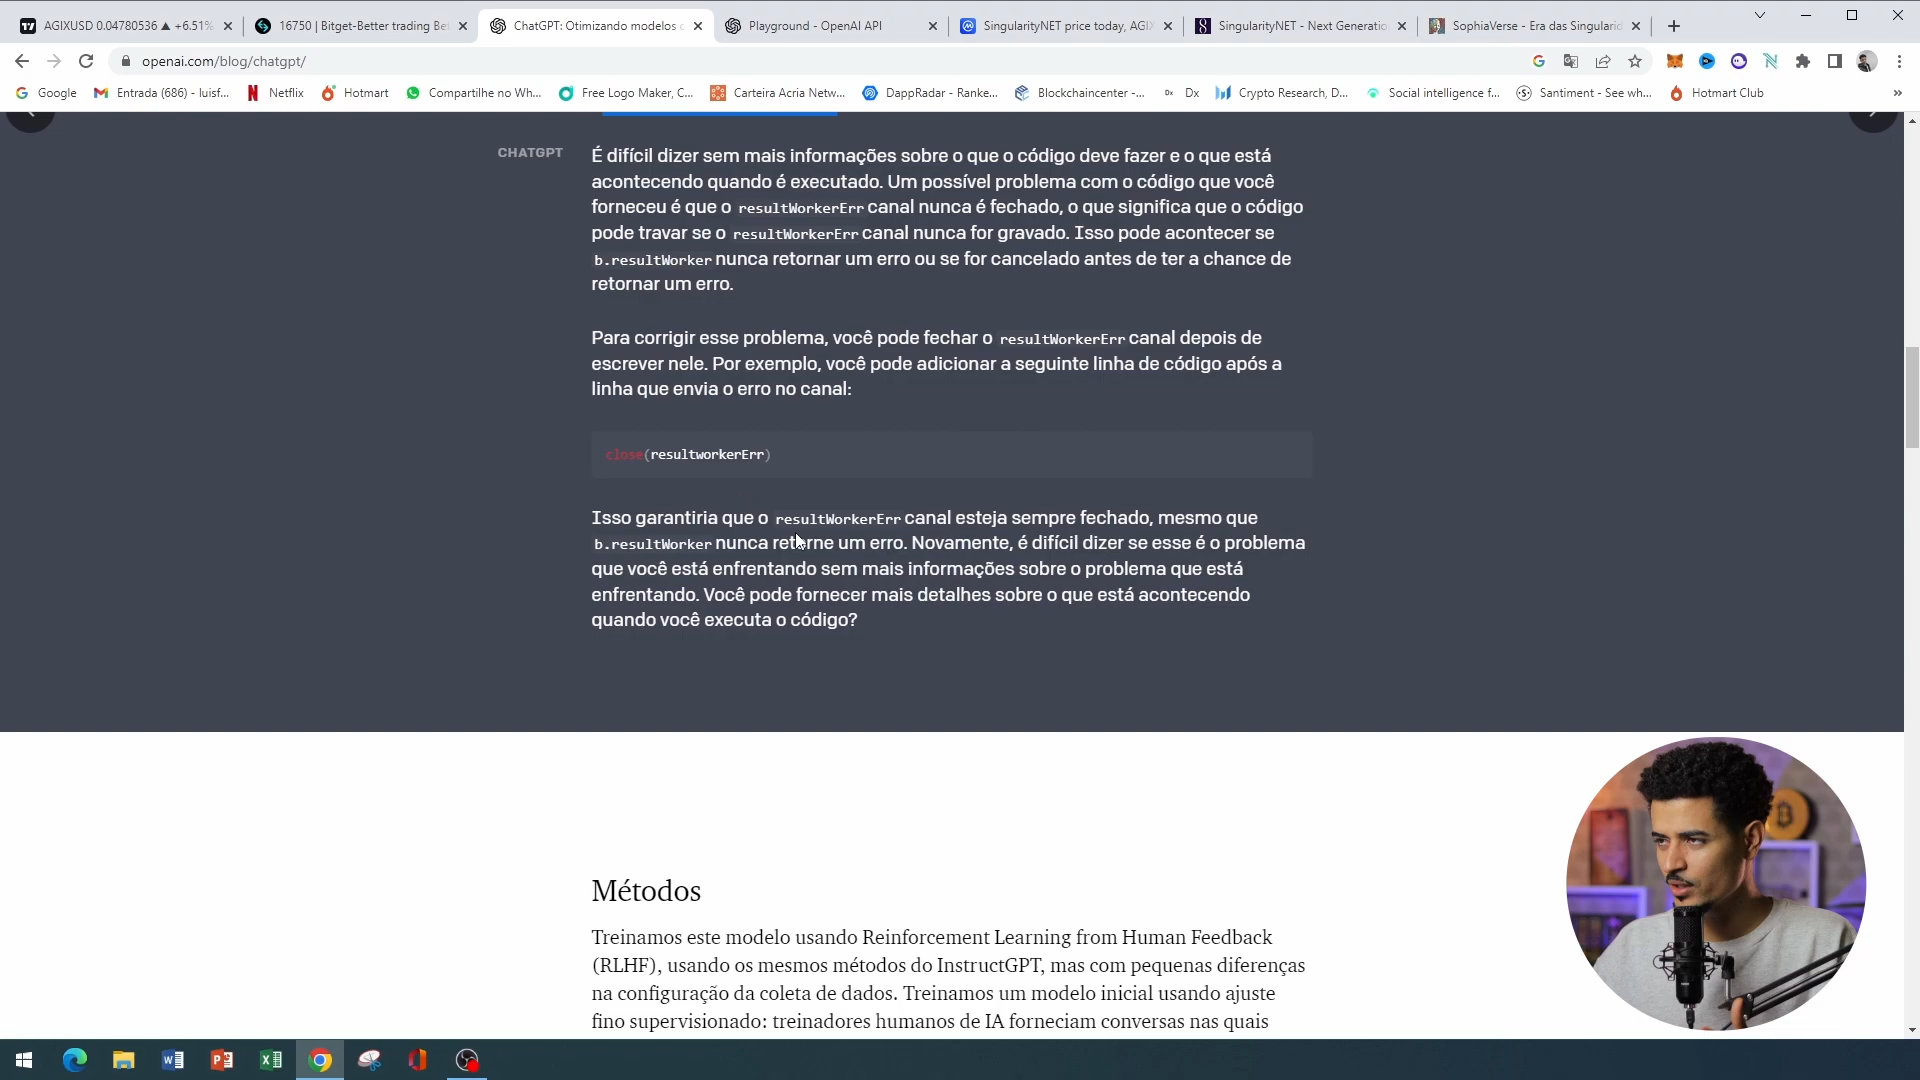 AGIXUSD 0.04780536 ▲ +6.51%
16750 | Bitget-Better trading Be
ChatGPT: Otimizando modelos
Playground - OpenAI API
SingularityNET price today, AGI
SingularityNET - Next Generatio
SophiaVerse - Era das Singularid
openai.com/blog/chatgpt/
Google
Entrada (686) - luisf...
Netflix
Hotmart
Compartilhe no Wh...
Free Logo Maker, C...
Carteira Acria Netw...
DappRadar - Ranke...
Blockchaincenter -...
Dx
Crypto Research, D...
Social intelligence f...
Santiment - See wh...
Hotmart Club
CHATGPT
É difícil dizer sem mais informações sobre o que o código deve fazer e o que está
acontecendo quando é executado. Um possível problema com o código que você
forneceu é que o resultWorkerErr canal nunca é fechado, o que significa que o código
pode travar se o resultWorkerErr canal nunca for gravado. Isso pode acontecer se
b.resultWorker nunca retornar um erro ou se for cancelado antes de ter a chance de
retornar um erro.
Para corrigir esse problema, você pode fechar o resultWorkerErr canal depois de
escrever nele. Por exemplo, você pode adicionar a seguinte linha de código após a
linha que envia o erro no canal:
close(resultworkerErr)
Isso garantiria que o resultWorkerErr canal esteja sempre fechado, mesmo que
b.resultWorker nunca retorne um erro. Novamente, é difícil dizer se esse é o problema
que você está enfrentando sem mais informações sobre o problema que está
enfrentando. Você pode fornecer mais detalhes sobre o que está acontecendo
quando você executa o código?
Métodos
Treinamos este modelo usando Reinforcement Learning from Human Feedback
(RLHF), usando os mesmos métodos do InstructGPT, mas com pequenas diferenças
na configuração da coleta de dados. Treinamos um modelo inicial usando ajuste
fino supervisionado: treinadores humanos de IA forneciam conversas nas quais